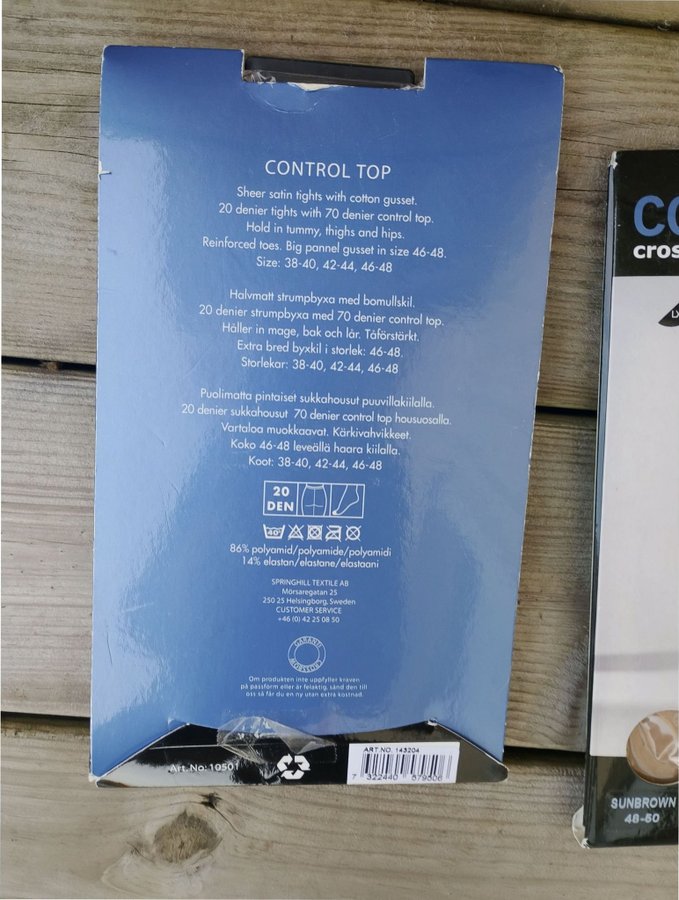 CONTROL TOP
Sheer satin tights with cotton gusset.
20 denier tights with 70 denier control top.
Hold in tummy, thighs and hips.
Reinforced toes. Big pannel gusset in size 46-48.
Size: 38-40, 42-44, 46-48
Halvmatt strumpbyxa med bomullskil.
20 denier strumpbyxa med 70 denier control top.
Håller in mage, bak och lår. Tåförstärkt.
Extra bred byxkil i storlek: 46-48.
Storlekar: 38-40, 42-44, 46-48
Puolimatta pintaiset sukkahousut puuvillakiilalla.
20 denier sukkahousut 70 denier control top housuosalla.
Vartaloa muokkaavat. Kärkivahvikkeet.
Koko 46-48 leveällä haara kiilalla.
Koot: 38-40, 42-44, 46-48
20
DEN
40°
86% polyamid/polyamide/polyamidi
14% elastan/elastane/elastaani
SPRINGHILL TEXTILE AB
Mörsaregatan 25
250 25 Helsingborg, Sweden
CUSTOMER SERVICE
+46 (0) 42 25 08 50
GARANTI
Om produkten inte uppfyller kraven
på passform eller är felaktig, sänd den till
oss så får du en ny utan extra kostnad.
Art.No: 10501
ART.NO. 143204
7 322440 579506
CO
cros
LY
SUNBROWN
48-50